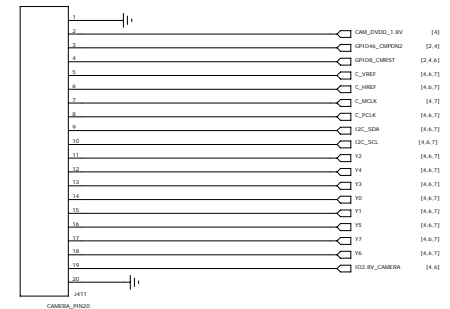 1
2 CAM_DVDD_1.8V [4]
3 GPIO46_CMPDN2 [2,4]
4 GPIO8_CMRST [2,4,6]
5 C_VREF [4,6,7]
6 C_HREF [4,6,7]
7 C_MCLK [4,7]
8 C_PCLK [4,6,7]
9 I2C_SDA [4,6,7]
10 I2C_SCL [4,6,7]
11 Y2 [4,6,7]
12 Y4 [4,6,7]
13 Y3 [4,6,7]
14 Y0 [4,6,7]
15 Y1 [4,6,7]
16 Y5 [4,6,7]
17 Y7 [4,6,7]
18 Y6 [4,6,7]
19 IO2.8V_CAMERA [4,6]
20
J411
CAMERA_PIN20